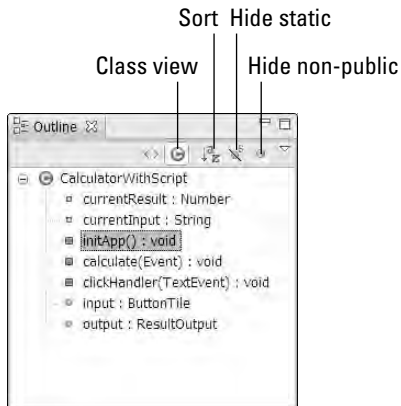 Sort Hide static
Class view Hide non-public
Outline
CalculatorWithScript
currentResult : Number
currentInput : String
initApp() : void
calculate(Event) : void
clickHandler(TextEvent) : void
input : ButtonTile
output : ResultOutput